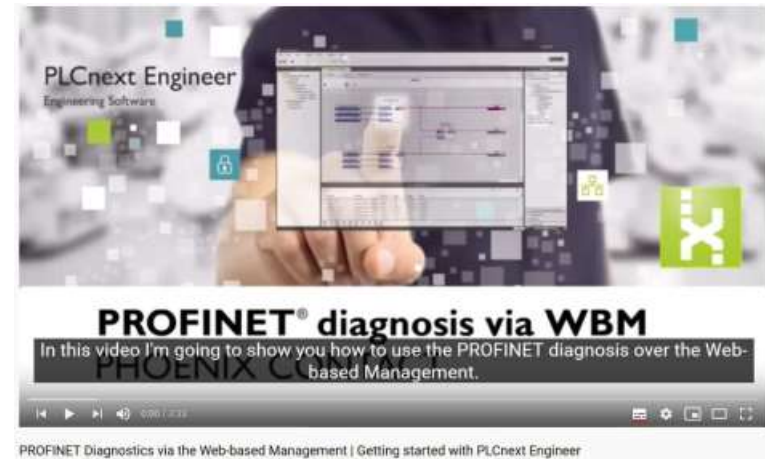 PLCnext Engineer
Engineering Software
PROFINET® diagnosis via WBM
In this video I'm going to show you how to use the PROFINET diagnosis over the Web-
based Management.
PHOENIX CONTACT
PROFINET Diagnostics via the Web-based Management | Getting started with PLCnext Engineer